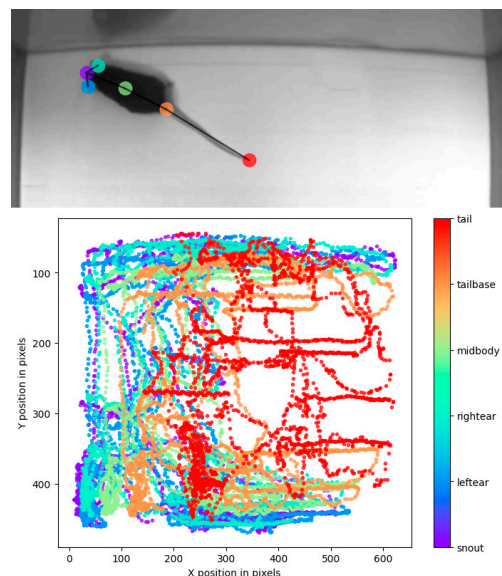 tail
100
tailbase
200
midbody
Y position in pixels
300
rightear
400
leftear
snout
0 100 200 300 400 500 600
X position in pixels